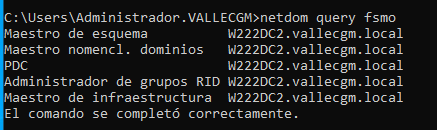 C:\Users\Administrador.VALLECGM>netdom query fsmo
Maestro de esquema W222DC2.vallecgm.local
Maestro nomencl. dominios W222DC2.vallecgm.local
PDC W222DC2.vallecgm.local
Administrador de grupos RID W222DC2.vallecgm.local
Maestro de infraestructura W222DC2.vallecgm.local
El comando se completó correctamente.